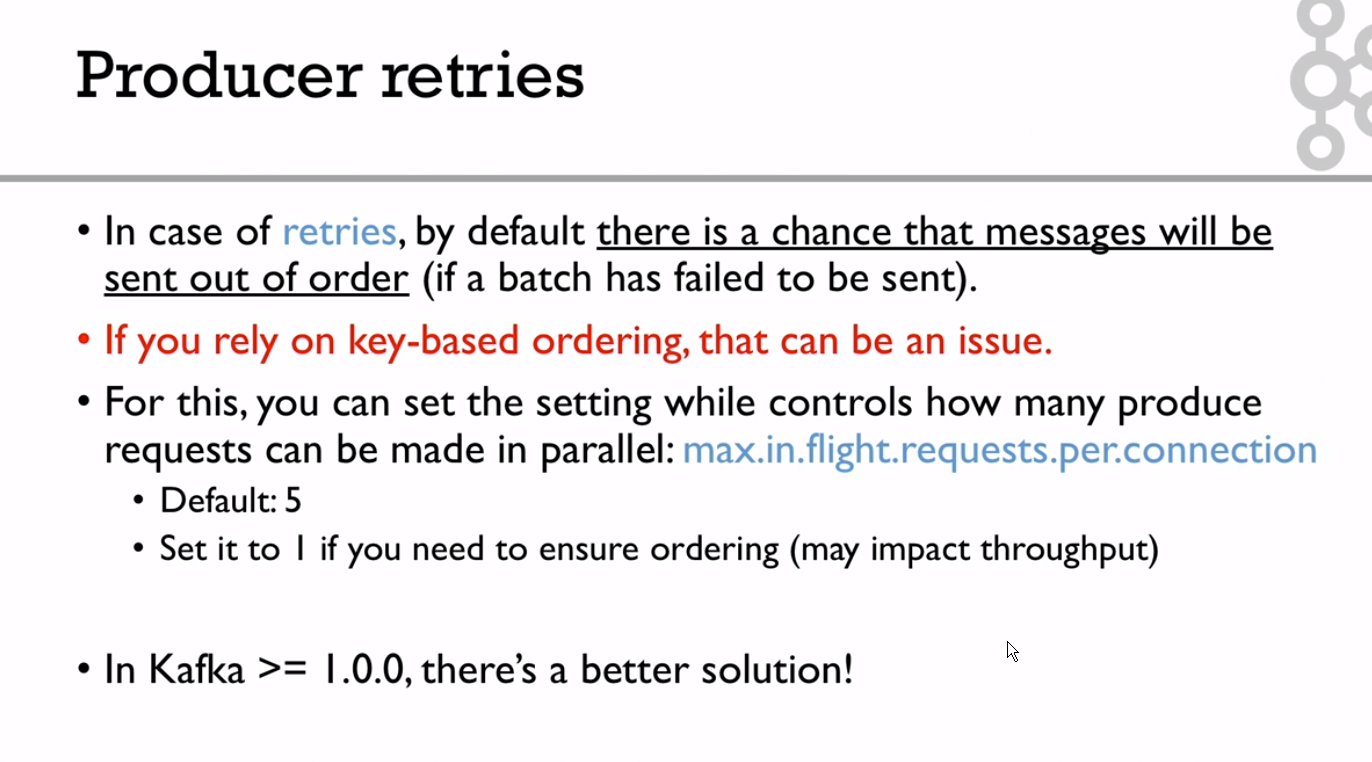 Producer retries
• In case of retries, by default there is a chance that messages will be
sent out of order (if a batch has failed to be sent).
• If you rely on key-based ordering, that can be an issue.
• For this, you can set the setting while controls how many produce
requests can be made in parallel: max.in.flight.requests.per.connection
• Default: 5
• Set it to 1 if you need to ensure ordering (may impact throughput)
• In Kafka >= 1.0.0, there’s a better solution!